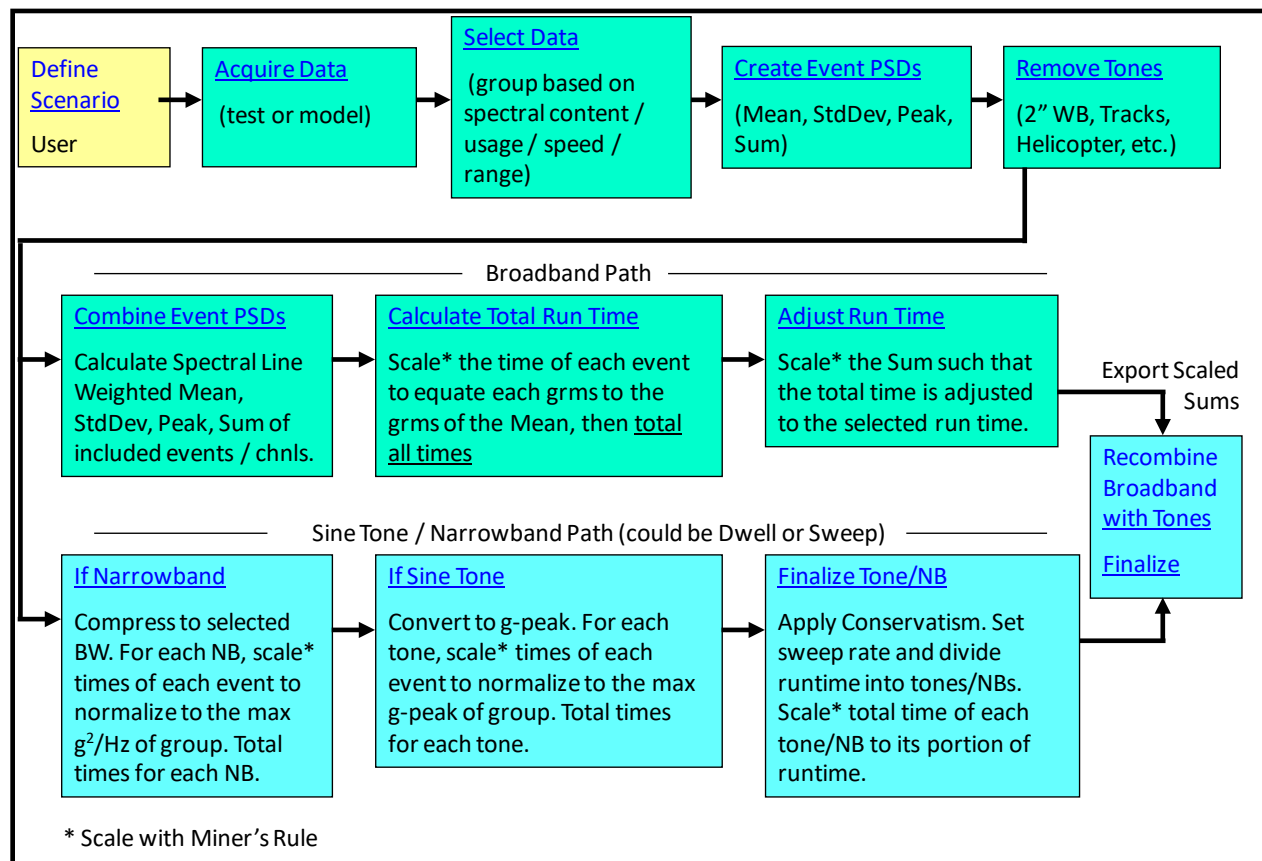 Define
Scenario
User
Acquire Data
(test or model)
Select Data
(group based on
spectral content /
usage / speed /
range)
Create Event PSDs
(Mean, StdDev, Peak,
Sum)
Remove Tones
(2” WB, Tracks,
Helicopter, etc.)
Broadband Path
Combine Event PSDs
Calculate Spectral Line
Weighted Mean,
StdDev, Peak, Sum of
included events / chnls.
Calculate Total Run Time
Scale* the time of each event
to equate each grms to the
grms of the Mean, then total
all times
Adjust Run Time
Scale* the Sum such that
the total time is adjusted
to the selected run time.
Export Scaled
Sums
Recombine
Broadband
with Tones
Finalize
Sine Tone / Narrowband Path (could be Dwell or Sweep)
If Narrowband
Compress to selected
BW. For each NB, scale*
times of each event to
normalize to the max
g²/Hz of group. Total
times for each NB.
If Sine Tone
Convert to g-peak. For each
tone, scale* times of each
event to normalize to the max
g-peak of group. Total times
for each tone.
Finalize Tone/NB
Apply Conservatism. Set
sweep rate and divide
runtime into tones/NBs.
Scale* total time of each
tone/NB to its portion of
runtime.
* Scale with Miner’s Rule